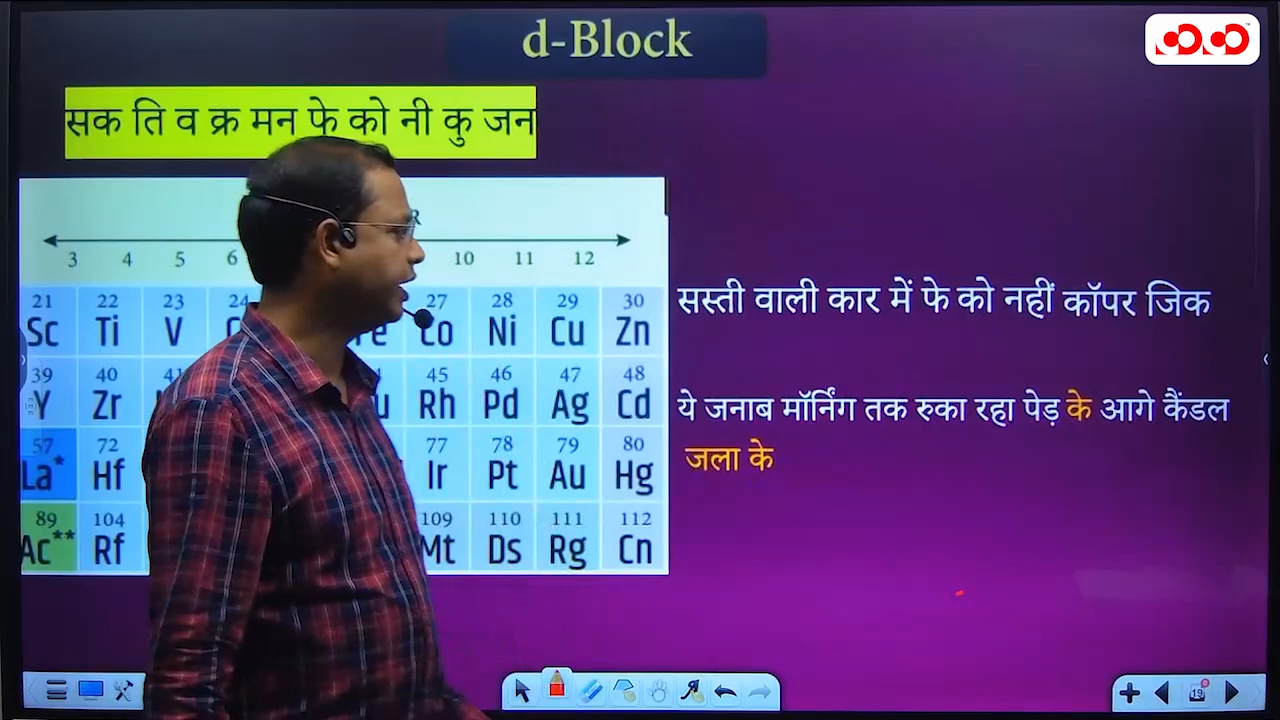 d-Block
सक ति व क्र मन फे को नी कु जन
3 4 5 6 10 11 12
21 22 23 24 27 28 29 30
Sc Ti V Co Ni Cu Zn
39 40 45 46 47 48
Y Zr Rh Pd Ag Cd
57 72 77 78 79 80
La* Hf Ir Pt Au Hg
89 104 109 110 111 112
Ac** Rf Mt Ds Rg Cn
सस्ती वाली कार में फे को नहीं कॉपर जिक
ये जनाब मॉर्निंग तक रुका रहा पेड़ के आगे कैंडल
जला के
19